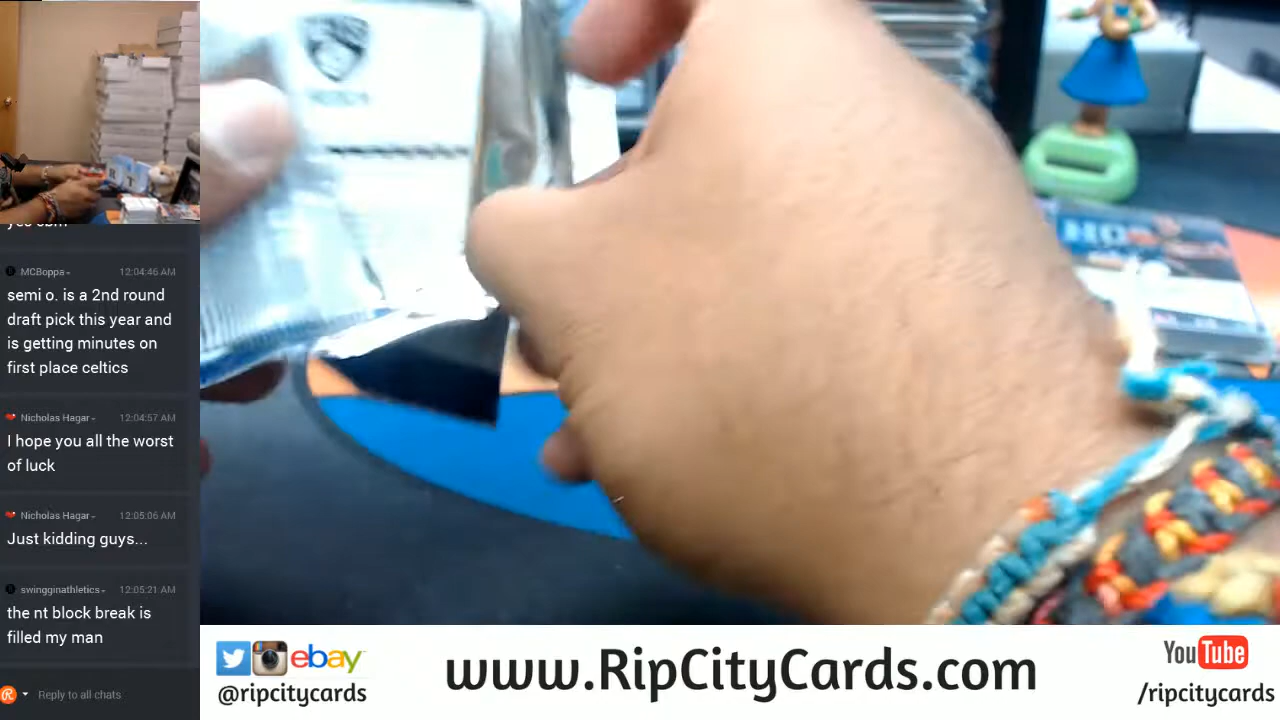 MCBoppa 12:04:46 AM
semi o. is a 2nd round
draft pick this year and
is getting minutes on
first place celtics
Nicholas Hagar 12:04:57 AM
I hope you all the worst
of luck
Nicholas Hagar 12:05:06 AM
Just kidding guys...
swingginathletics 12:05:21 AM
the nt block break is
filled my man
Reply to all chats
ebay
@ripcitycards
www.RipCityCards.com
YouTube
/ripcitycards